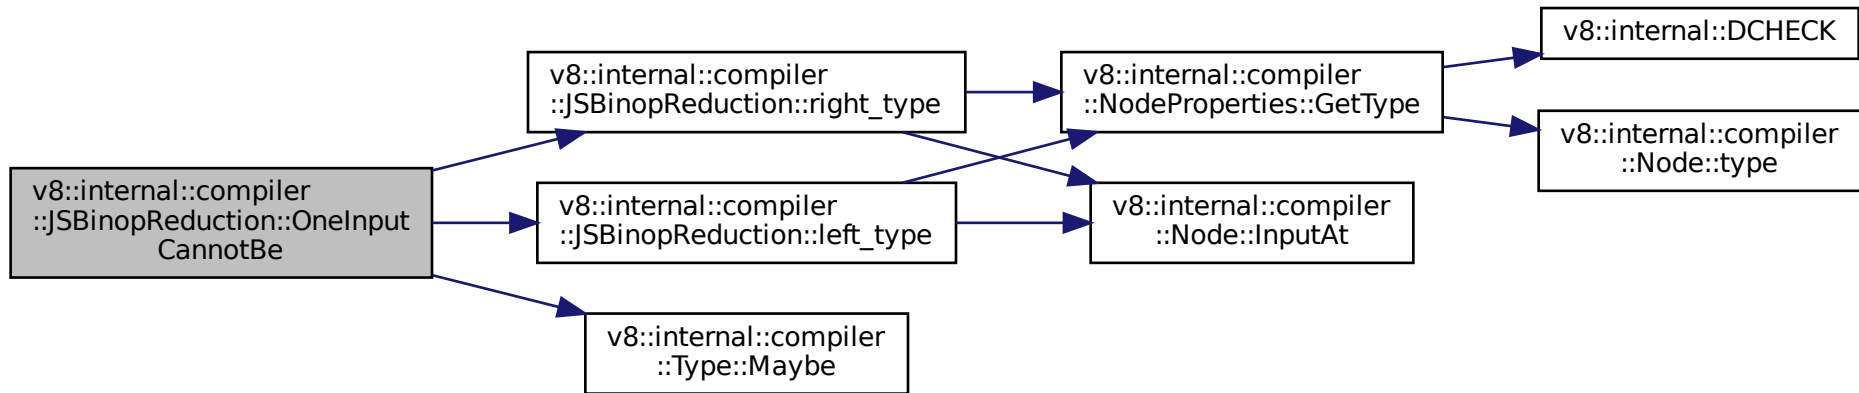 v8::internal::compiler
::JSBinopReduction::OneInput
CannotBe
v8::internal::compiler
::JSBinopReduction::right_type
v8::internal::compiler
::JSBinopReduction::left_type
v8::internal::compiler
::Type::Maybe
v8::internal::compiler
::NodeProperties::GetType
v8::internal::compiler
::Node::InputAt
v8::internal::DCHECK
v8::internal::compiler
::Node::type